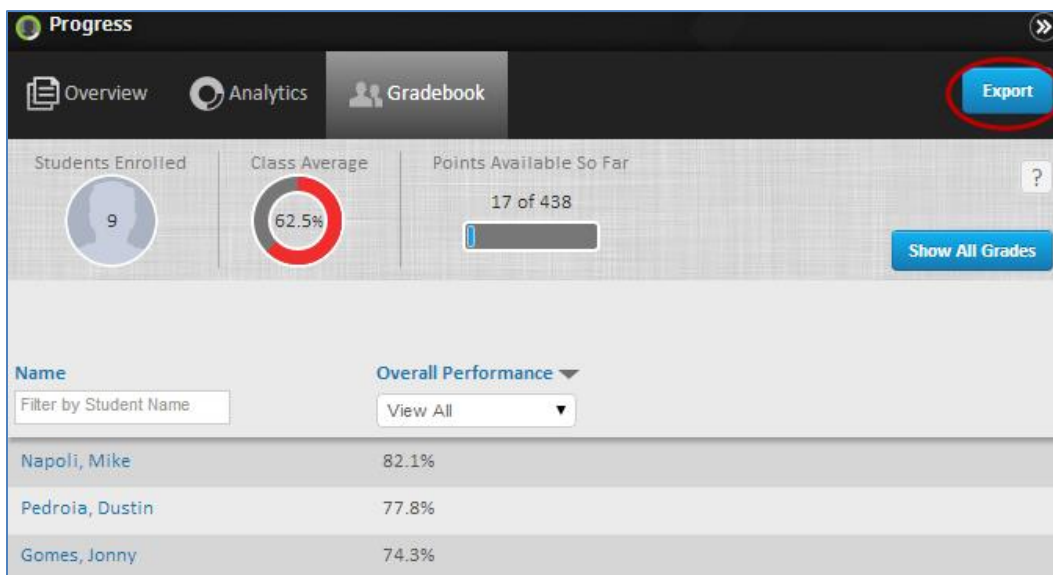 Progress
Overview Analytics Gradebook Export
Students Enrolled Class Average Points Available So Far ?
9 62.5% 17 of 438
Show All Grades
Name Overall Performance
Filter by Student Name View All
Napoli, Mike 82.1%
Pedroia, Dustin 77.8%
Gomes, Jonny 74.3%